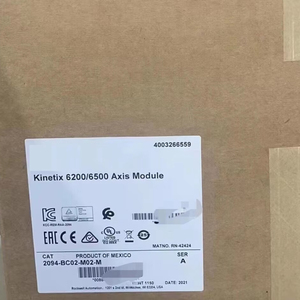 4003266559
Kinetix 6200/6500 Axis Module
MATNO. RN-42424
CAT
PRODUCT OF MEXICO
SER
2094-BC02-M02-M
A
DATE: 2021